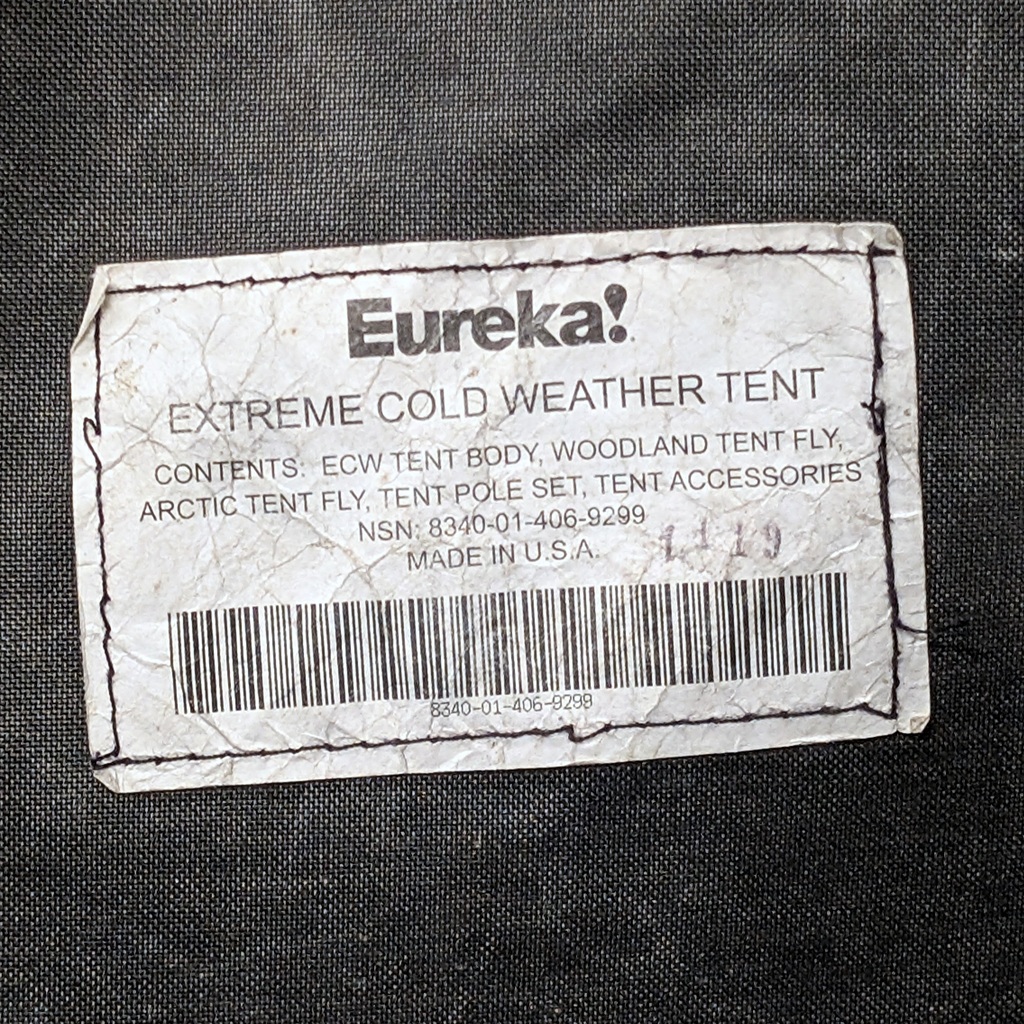 Eureka!
EXTREME COLD WEATHER TENT
CONTENTS: ECW TENT BODY, WOODLAND TENT FLY,
ARCTIC TENT FLY, TENT POLE SET, TENT ACCESSORIES
NSN: 8340-01-406-9299
MADE IN U.S.A.
8340-01-406-9299